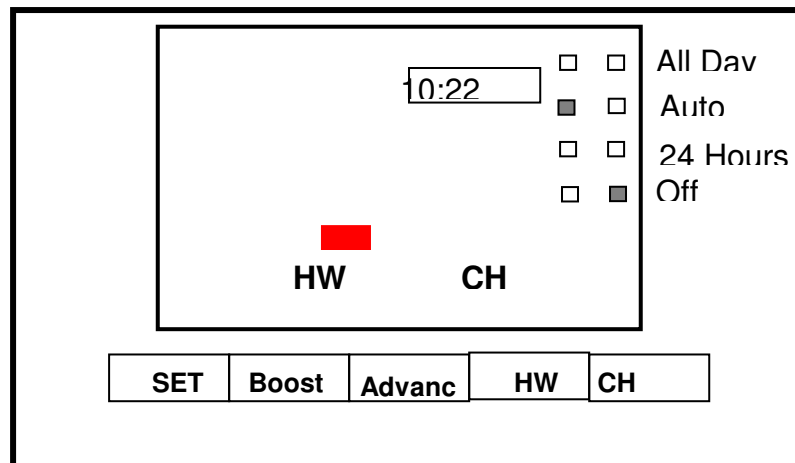 All Day
10:22
Auto
24 Hours
Off
HW CH
SET Boost Advanc HW CH